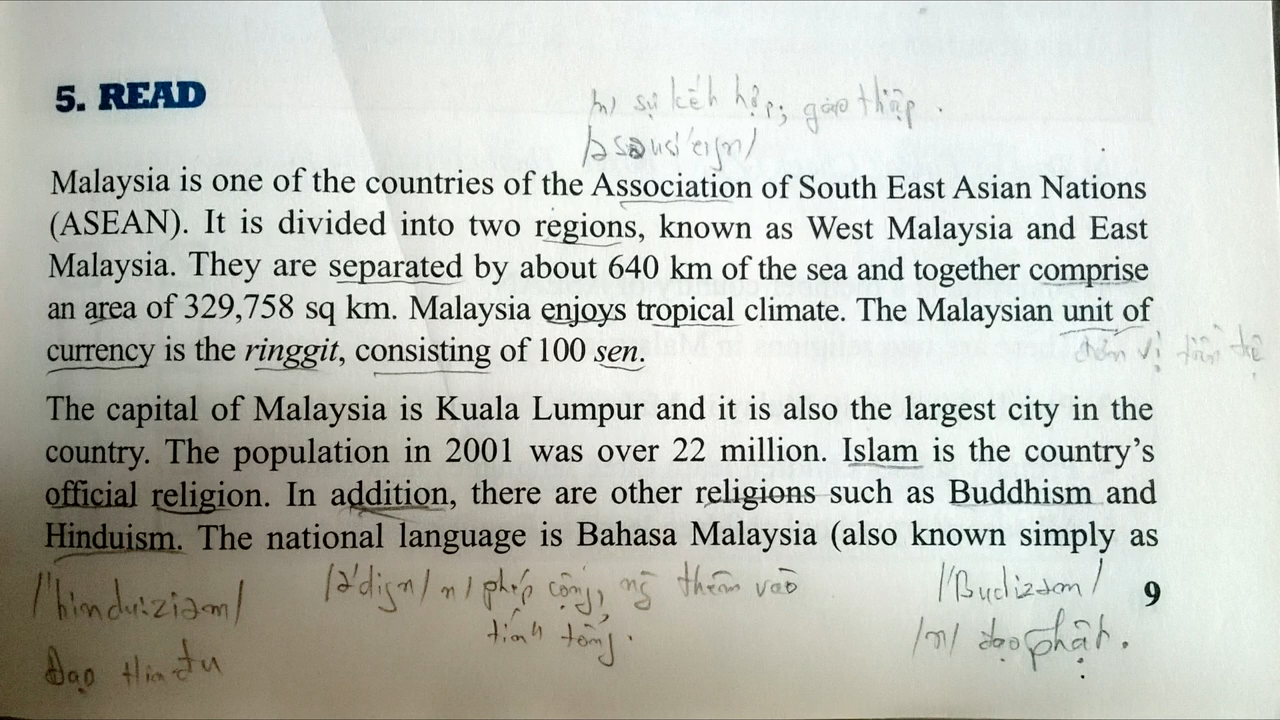 5. READ
/n/ sự kết hợp;
Malaysia is one of the countries of the Association of South East Asian Nations
(ASEAN). It is divided into two regions, known as West Malaysia and East
Malaysia. They are separated by about 640 km of the sea and together comprise
an area of 329,758 sq km. Malaysia enjoys tropical climate. The Malaysian unit of
currency is the ringgit, consisting of 100 sen.
đơn vị tiền tệ
The capital of Malaysia is Kuala Lumpur and it is also the largest city in the
country. The population in 2001 was over 22 million. Islam is the country's
official religion. In addition, there are other religions such as Buddhism and
Hinduism. The national language is Bahasa Malaysia (also known simply as
/'hindu:ziəm/
Đạo Hin đu
/ə'diʃn/ n/ phép cộng, thêm vào
tính tổng.
/'Budizəm/
/n/ đạo phật.
9